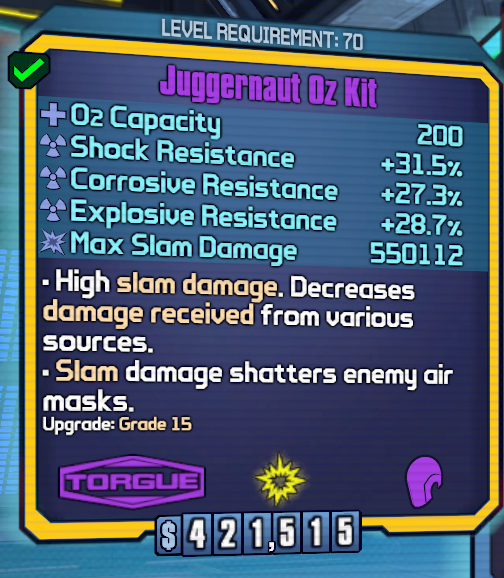 LEVEL REQUIREMENT: 70
Juggernaut Oz Kit
O2 Capacity 200
Shock Resistance +31.5%
Corrosive Resistance +27.3%
Explosive Resistance +28.7%
Max Slam Damage 550112
• High slam damage. Decreases
damage received from various
sources.
• Slam damage shatters enemy air
masks.
Upgrade: Grade 15
TORGUE
$421,515